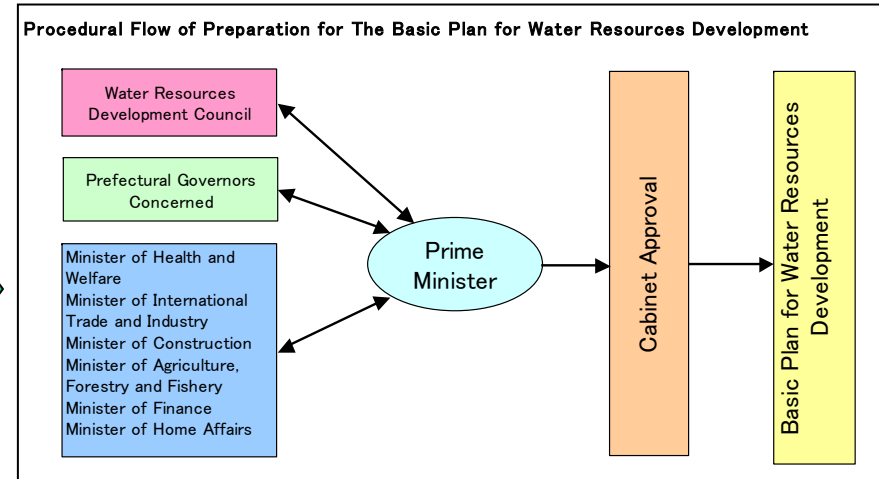 Procedural Flow of Preparation for The Basic Plan for Water Resources Development
Water Resources
Development Council
Prefectural Governors
Concerned
Minister of Health and
Welfare
Minister of International
Trade and Industry
Minister of Construction
Minister of Agriculture,
Forestry and Fishery
Minister of Finance
Minister of Home Affairs
Prime
Minister
Cabinet Approval
Basic Plan for Water Resources
Development